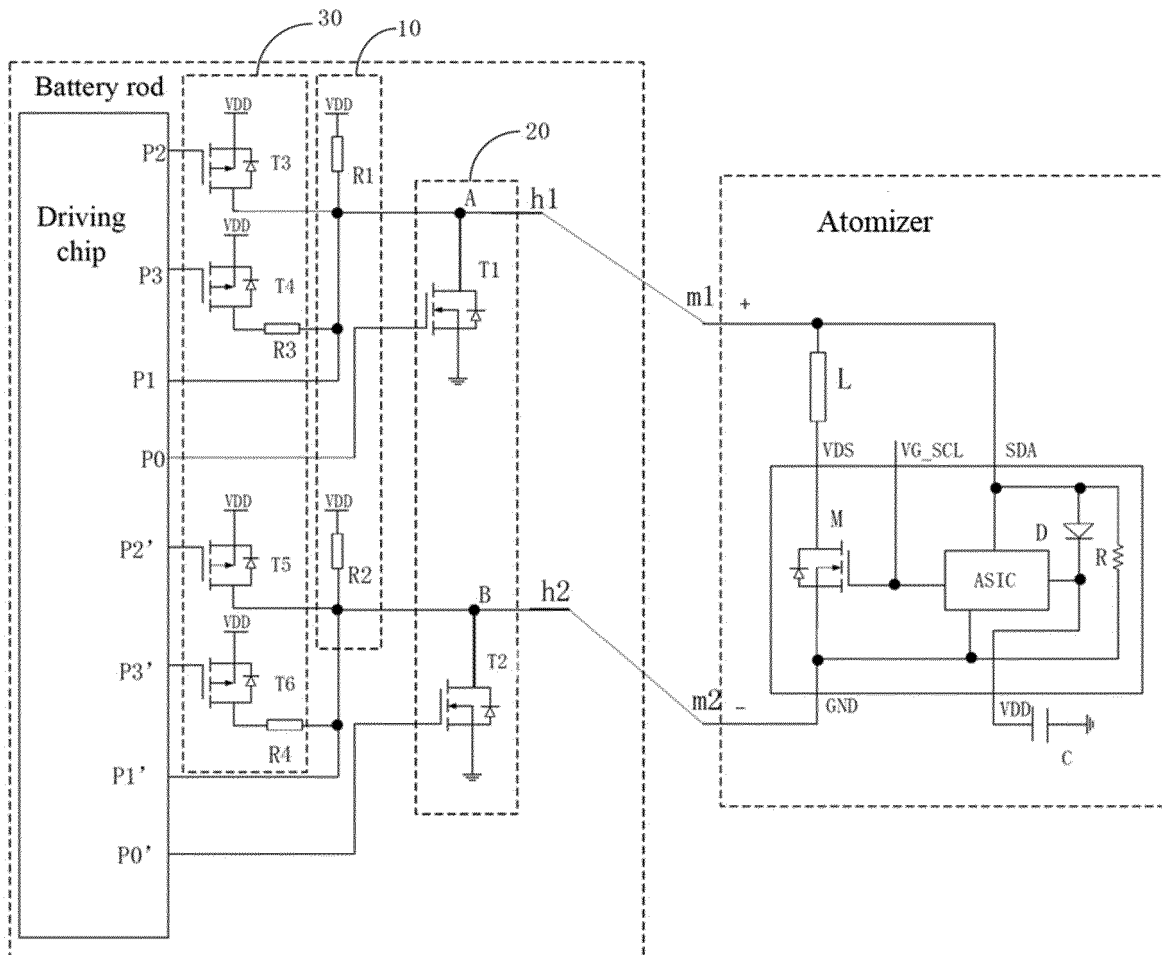 30
10
Battery rod
VDD
VDD
20
P2
T3
R1
A
h1
Driving
chip
VDD
Atomizer
P3
T4
T1
m1 +
R3
P1
L
P0
VDS
VG_SCL
SDA
VDD
VDD
M
D
P2'
T5
R2
R
ASIC
B
h2
VDD
P3'
T6
T2
m2 -
GND
VDD
R4
C
P1'
P0'